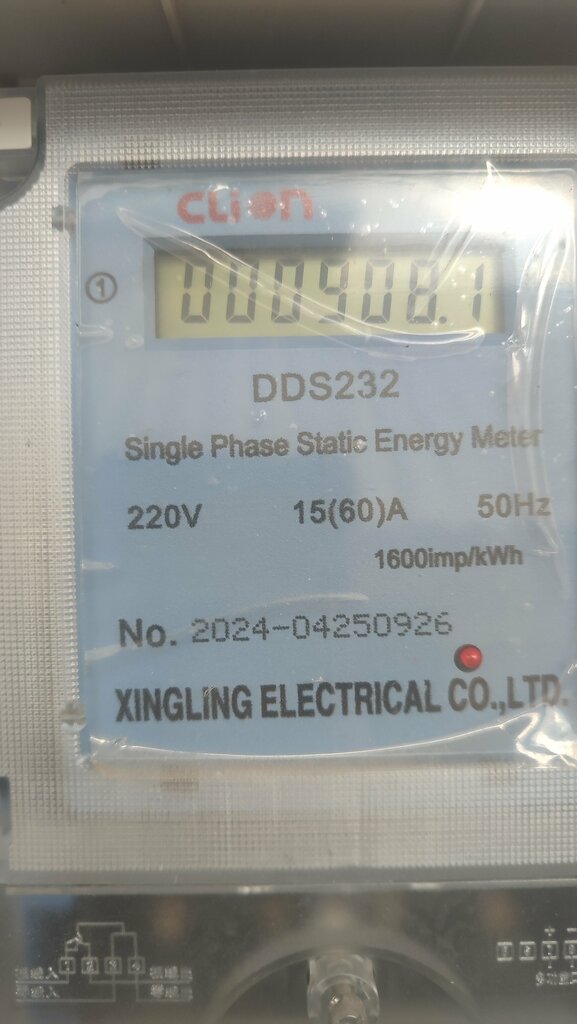 CLION
①
000908.1
DDS232
Single Phase Static Energy Meter
220V 15(60)A 50Hz
1600imp/kWh
No. 2024-04250926
XINGLING ELECTRICAL CO.,LTD.